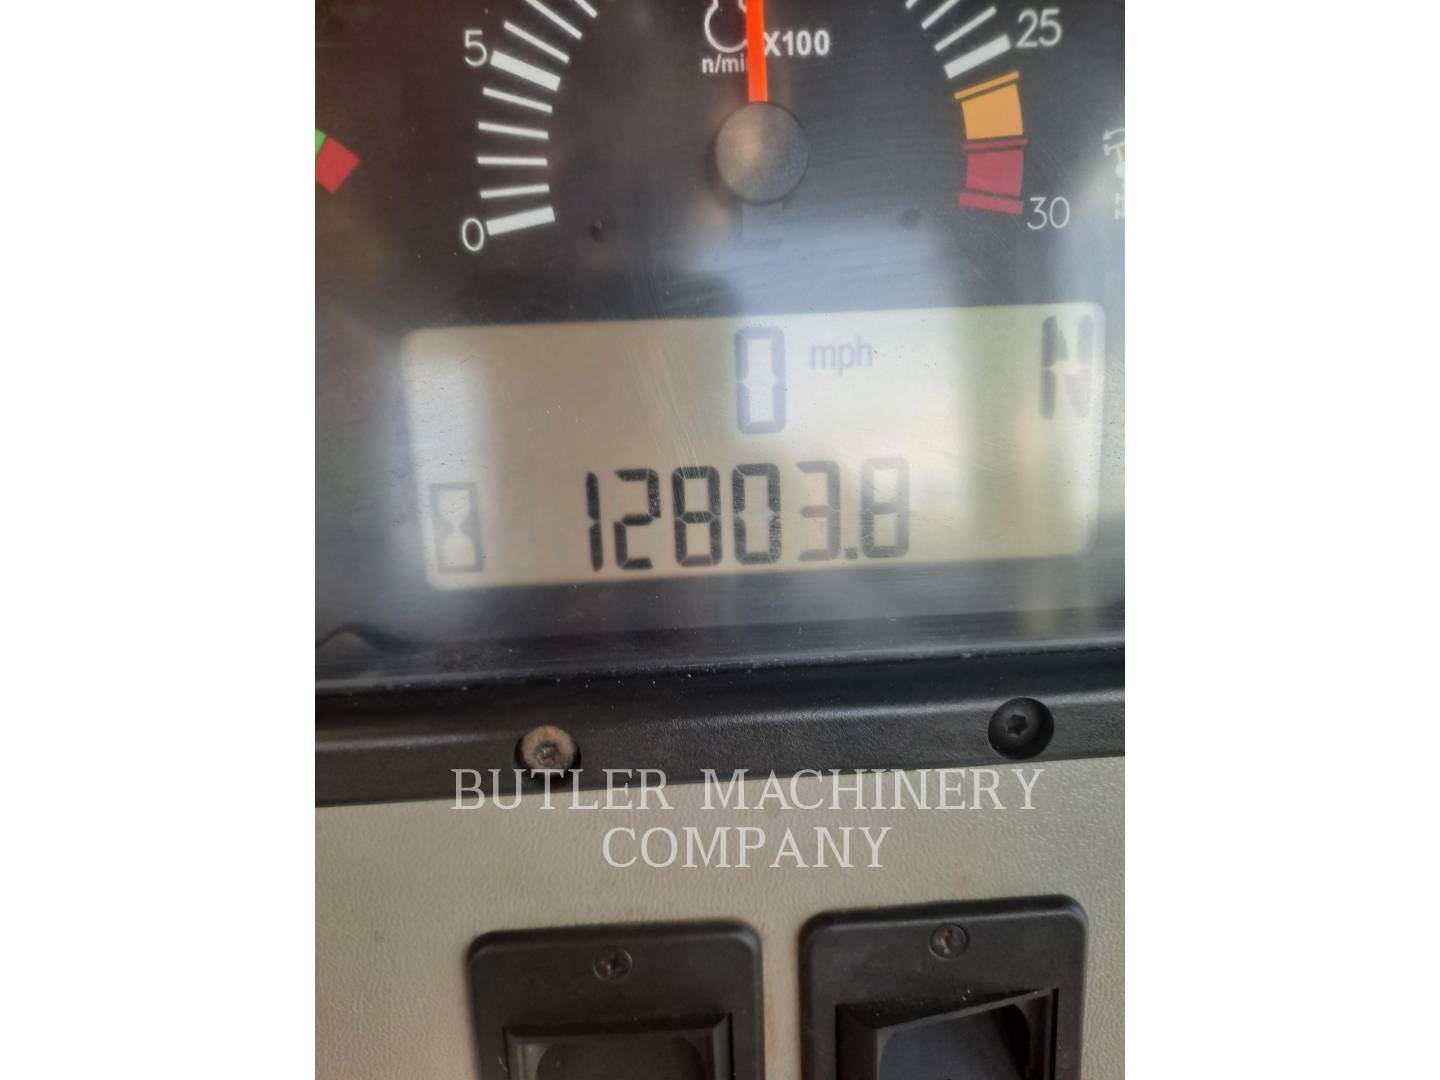 5
X100
25
n/min
0
30
0 mph N
12803.8
BUTLER MACHINERY
COMPANY